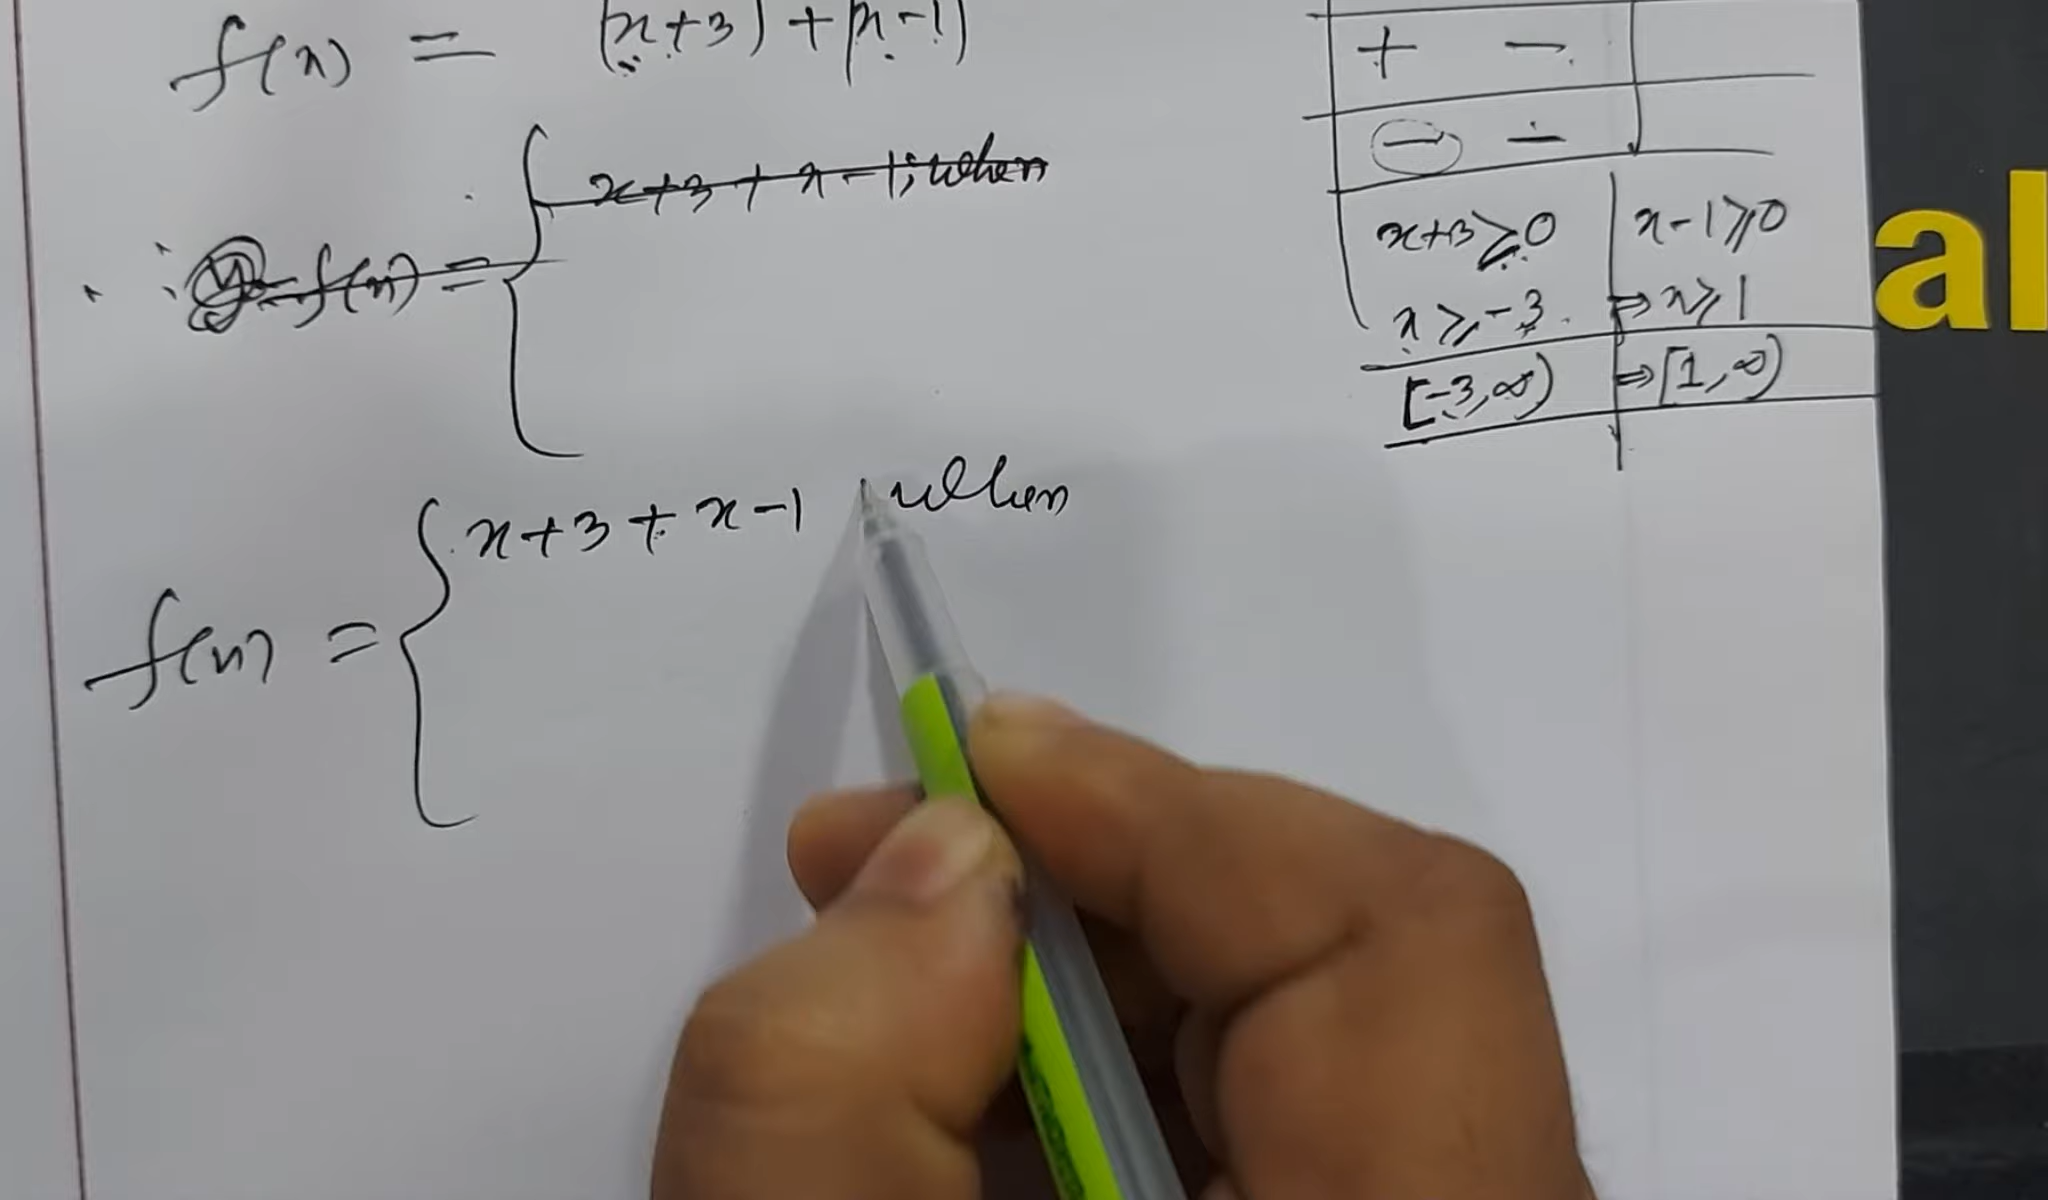 f(x) = |x+3| + |x-1|
+ -
- -
x+3+x-1; when
∴ y = f(x) =
x+3≥0 x-1≥0
x≥-3 ⇒ x≥1
[-3,∞) ⇒ [1,∞)
x+3+x-1, when
f(x) =
al